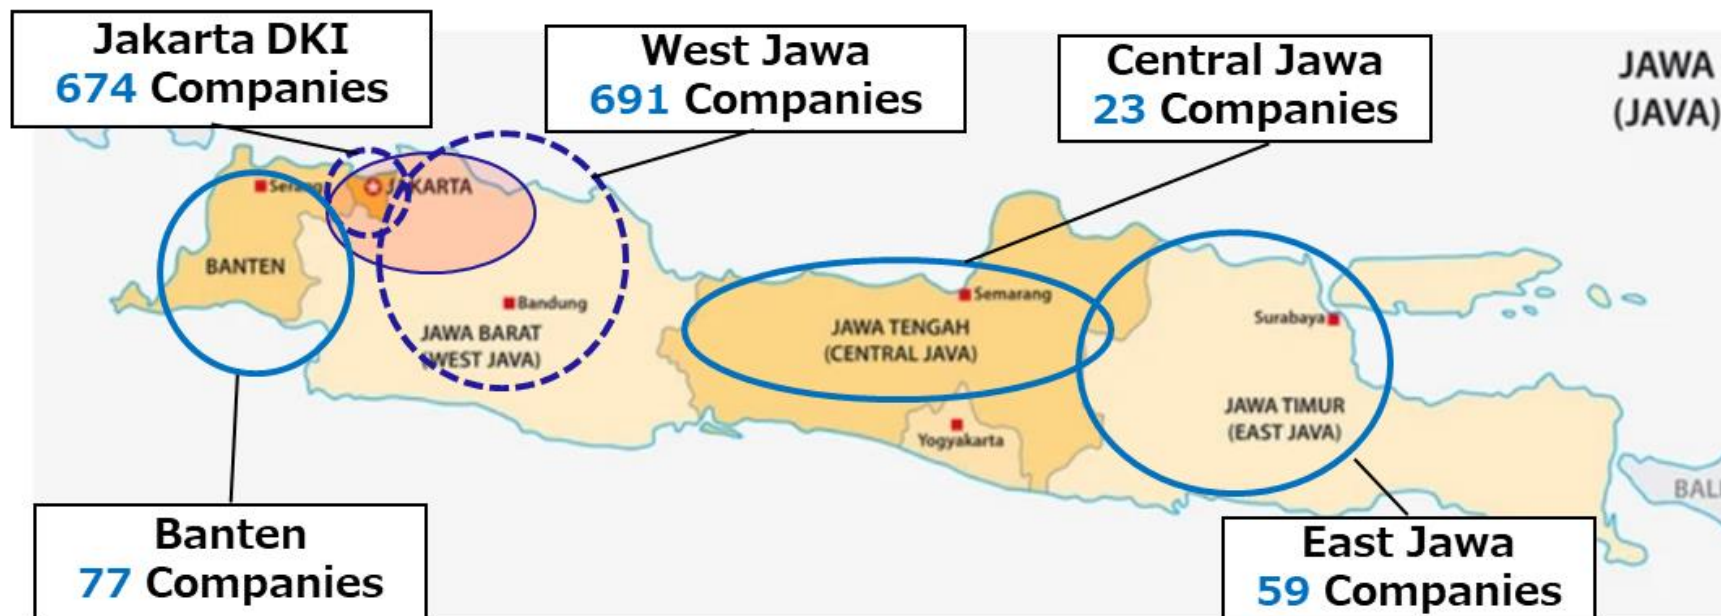 Jakarta DKI
674 Companies
West Jawa
691 Companies
Central Jawa
23 Companies
JAWA
(JAVA)
Serang
JAKARTA
BANTEN
Bandung
JAWA BARAT
(WEST JAVA)
Semarang
JAWA TENGAH
(CENTRAL JAVA)
Yogyakarta
Surabaya
JAWA TIMUR
(EAST JAVA)
BALI
Banten
77 Companies
East Jawa
59 Companies